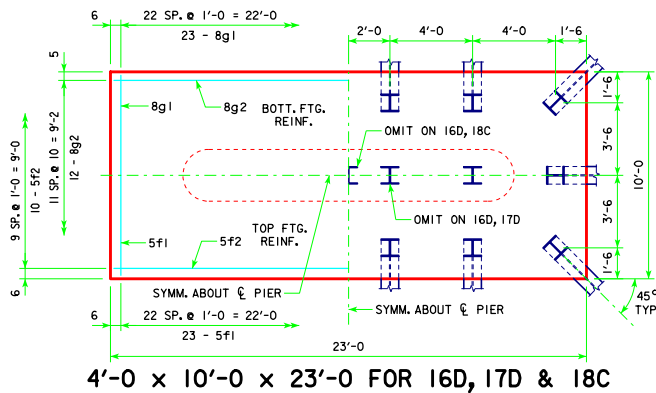 6
22 SP.@ 1'-0 = 22'-0
23 - 8g1
2'-0
4'-0
4'-0
1'-6
5
8g1
8g2
BOTT. FTG.
REINF.
OMIT ON 16D, 18C
1'-6
3'-6
9 SP.@ 1'-0 = 9'-0
10 - 5f2
11 SP.@ 10 = 9'-2
12 - 8g2
10'-0
OMIT ON 16D, 17D
3'-6
5f1
5f2
TOP FTG.
REINF.
1'-6
6
SYMM. ABOUT ℄ PIER
SYMM. ABOUT ℄ PIER
45°
TYP
6
22 SP.@ 1'-0 = 22'-0
23 - 5f1
23'-0
4'-0 x 10'-0 x 23'-0 FOR 16D, 17D & 18C